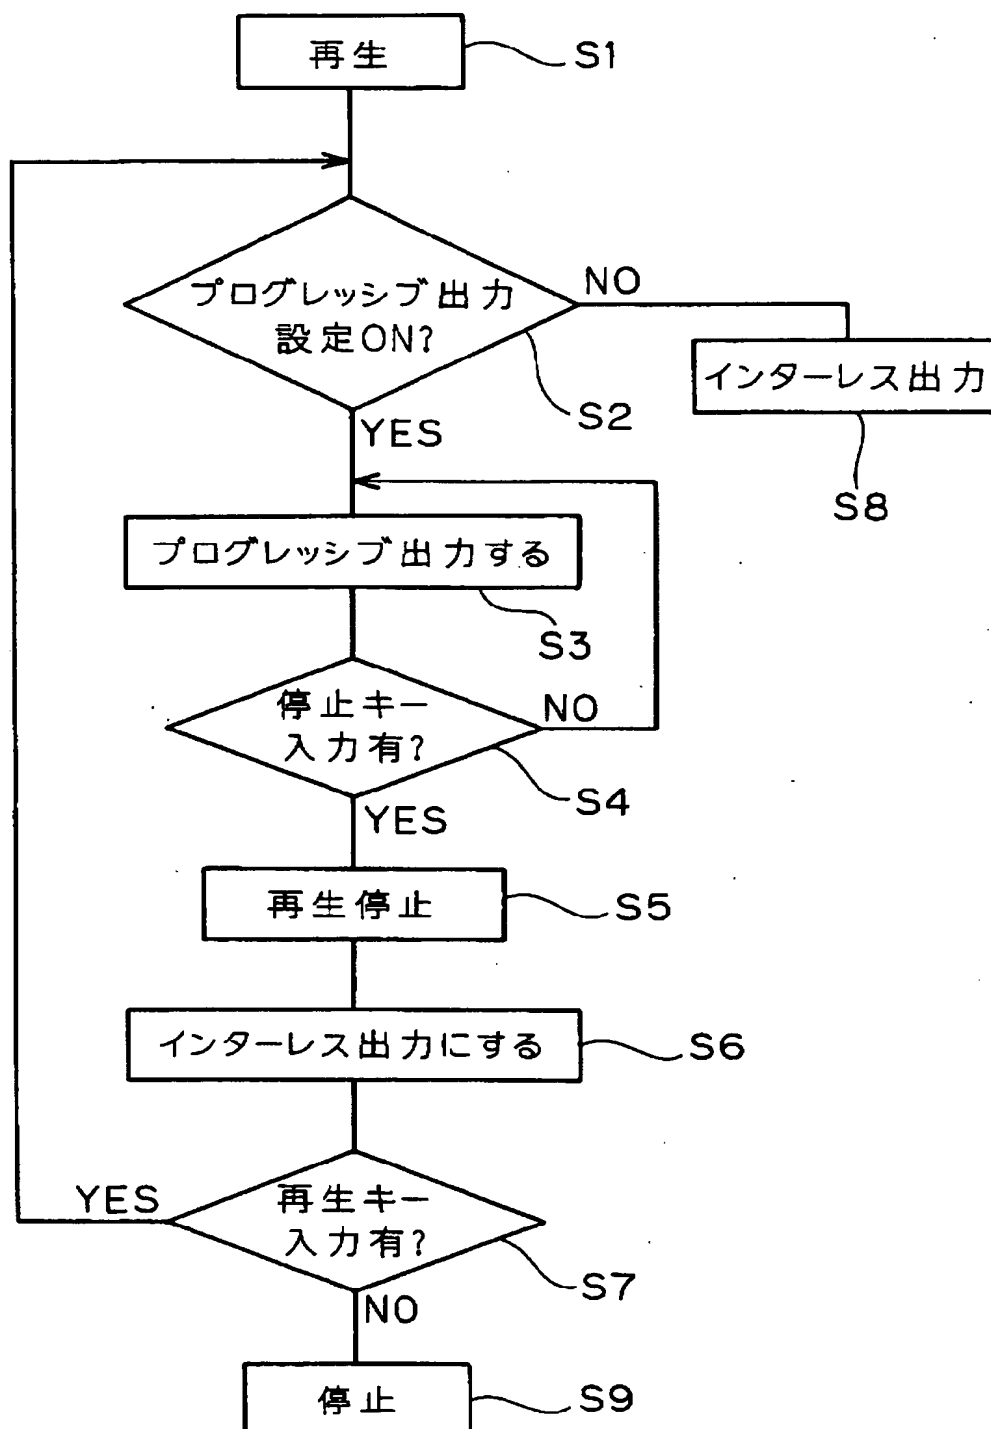 再生
S1
プログレッシブ出力
設定ON?
NO
S2
インターレス出力
S8
YES
プログレッシブ出力する
S3
停止キー
入力有?
NO
S4
YES
再生停止
S5
インターレス出力にする
S6
再生キー
入力有?
YES
S7
NO
停止
S9